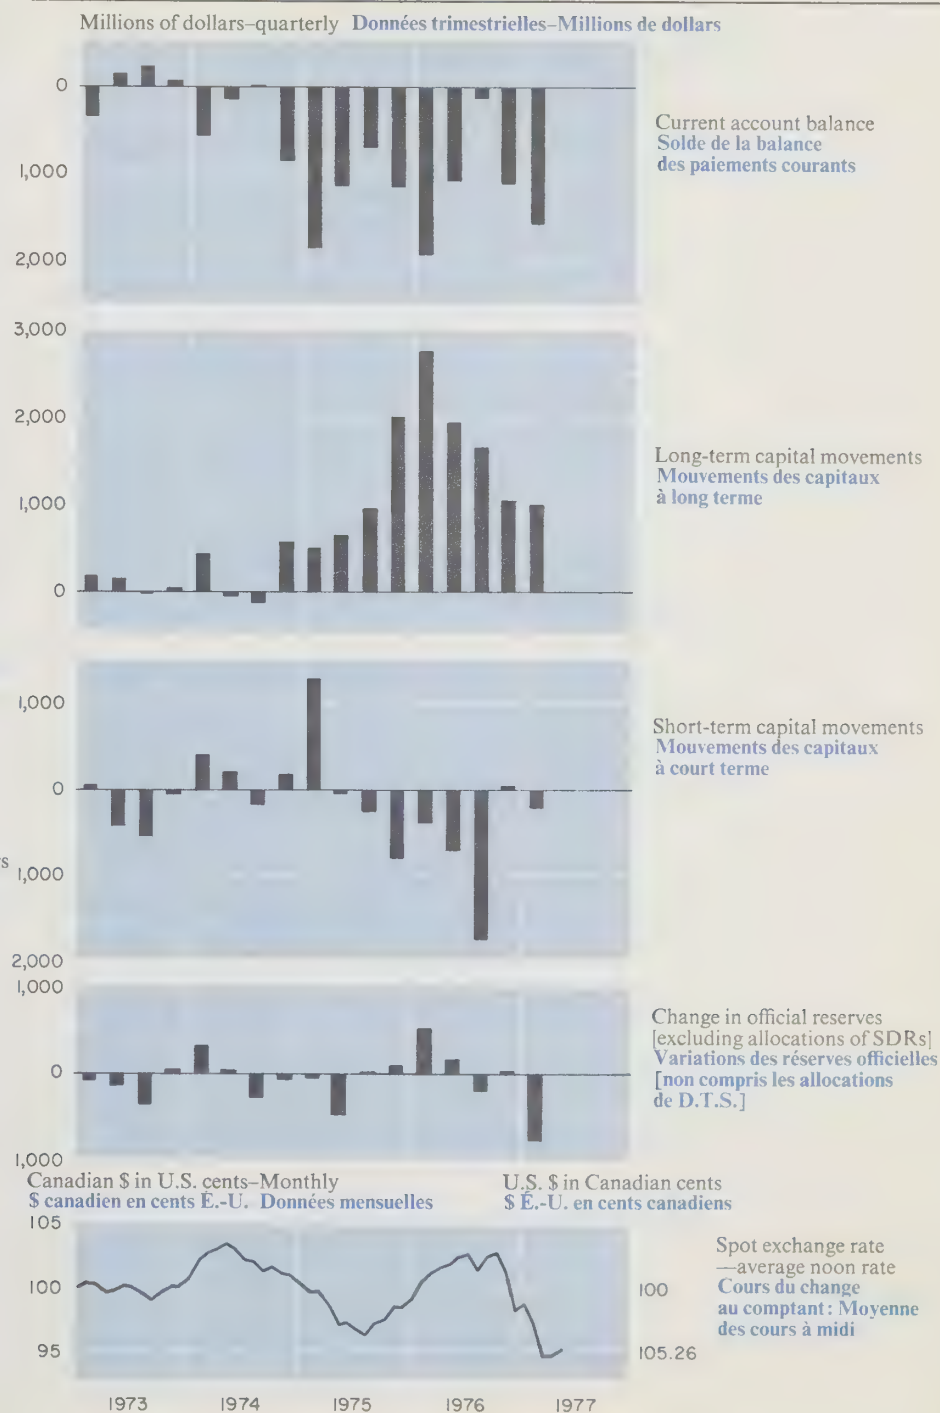 Millions of dollars–quarterly Données trimestrielles–Millions de dollars
0
1,000
2,000
Current account balance
Solde de la balance
des paiements courants
3,000
2,000
1,000
0
Long-term capital movements
Mouvements des capitaux
à long terme
1,000
0
1,000
2,000
Short-term capital movements
Mouvements des capitaux
à court terme
rs
1,000
0
1,000
Change in official reserves
[excluding allocations of SDRs]
Variations des réserves officielles
[non compris les allocations
de D.T.S.]
Canadian $ in U.S. cents–Monthly
$ canadien en cents É.-U. Données mensuelles
U.S. $ in Canadian cents
$ É.-U. en cents canadiens
105
100
95
100
105.26
Spot exchange rate
—average noon rate
Cours du change
au comptant : Moyenne
des cours à midi
1973 1974 1975 1976 1977